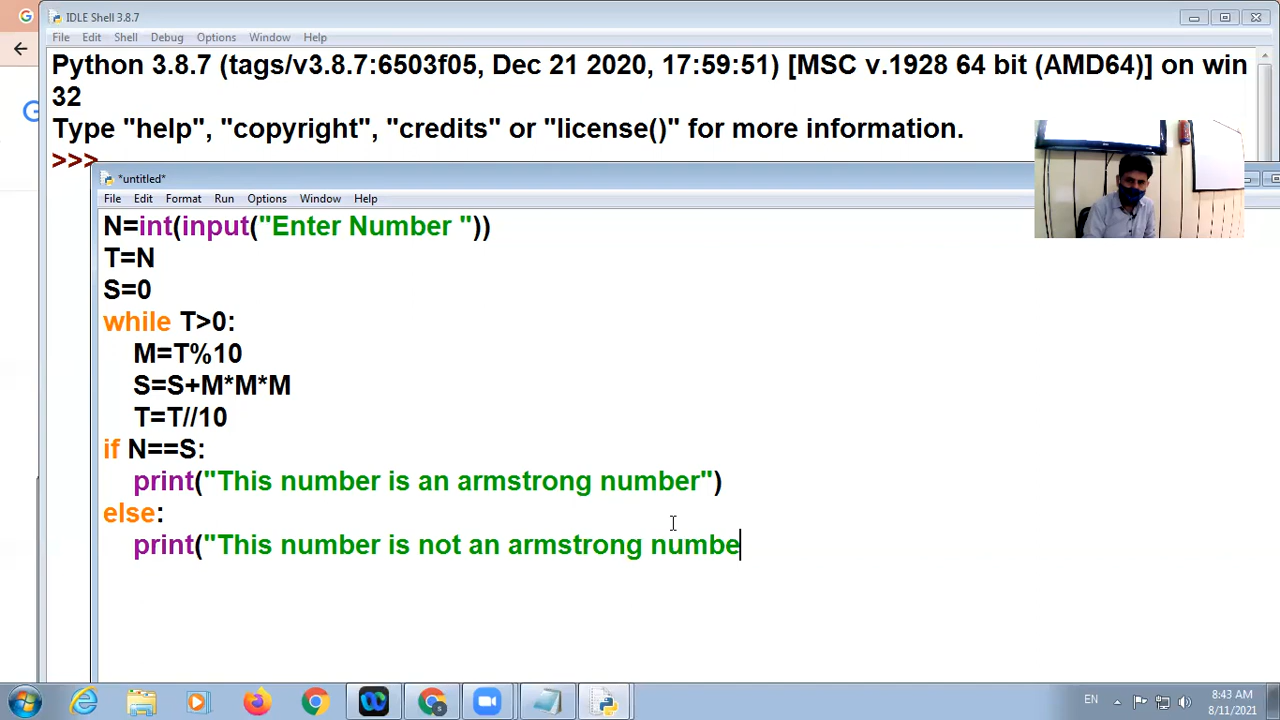 IDLE Shell 3.8.7
File Edit Shell Debug Options Window Help
Python 3.8.7 (tags/v3.8.7:6503f05, Dec 21 2020, 17:59:51) [MSC v.1928 64 bit (AMD64)] on win
32
Type "help", "copyright", "credits" or "license()" for more information.
>>>
*untitled*
File Edit Format Run Options Window Help
N=int(input("Enter Number "))
T=N
S=0
while T>0:
M=T%10
S=S+M*M*M
T=T//10
if N==S:
print("This number is an armstrong number")
else:
print("This number is not an armstrong numbe
EN
8:43 AM
8/11/2021